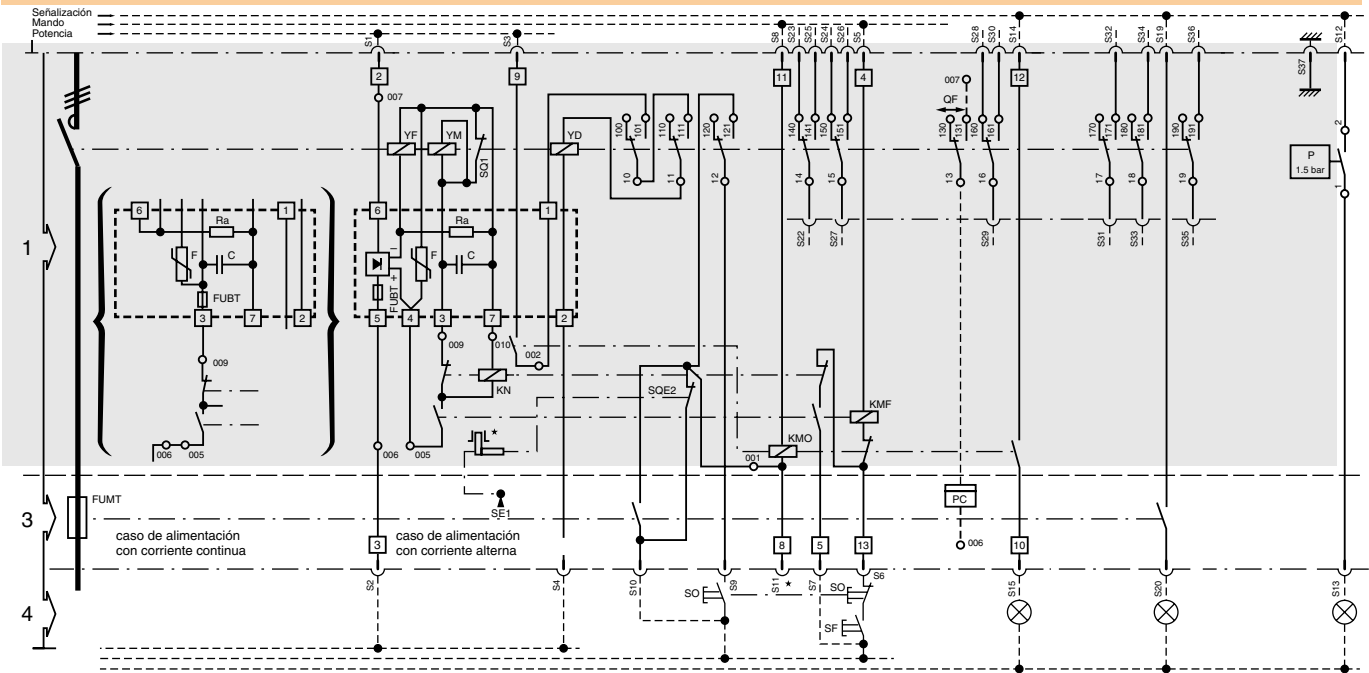 Señalización
Mando
Potencia
S1
S3
S8
S23
S25
S24
S26
S5
S28
S30
S14
S32
S34
S19
S36
S37
S12
2
9
11
4
12
007
007
QF
YF
YM
SQ1
YD
100
101
110
111
120
121
140
141
150
151
130
131
160
161
170
171
180
181
190
191
2
P
1.5 bar
1
10
11
12
14
15
13
16
17
18
19
6
1
Ra
F
C
FUBT
3
7
2
6
1
Ra
F
C
FUBT
5
4
3
7
2
S22
S27
S29
S31
S33
S35
1
009
009
010
002
KN
SQE2
KMF
KMO
001
006
005
006
005
★
SE1
3
FUMT
caso de alimentación
con corriente continua
3
caso de alimentación
con corriente alterna
8
5
13
PC
006
10
S2
S4
S10
S9
S11
★
S7
S6
S15
S20
S13
SO
SO
SF
4